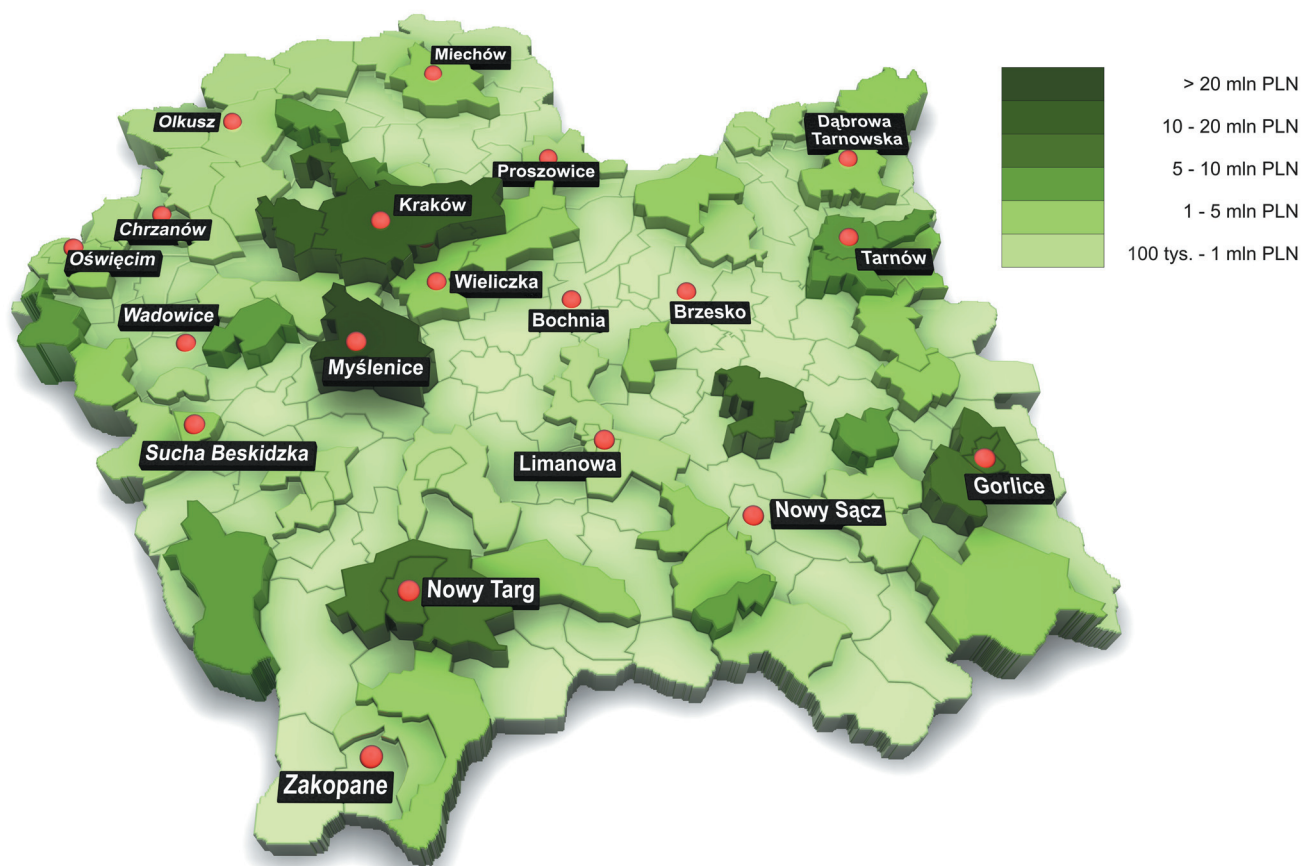 Miechów
Olkusz
Dąbrowa
Tarnowska
Proszowice
Kraków
Chrzanów
Oświęcim
Tarnów
Wieliczka
Wadowice
Bochnia
Brzesko
Myślenice
Sucha Beskidzka
Limanowa
Gorlice
Nowy Sącz
Nowy Targ
Zakopane
> 20 mln PLN
10 - 20 mln PLN
5 - 10 mln PLN
1 - 5 mln PLN
100 tys. - 1 mln PLN